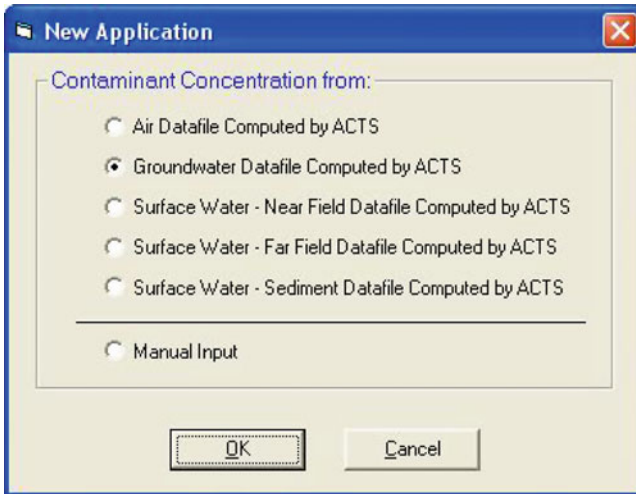 New Application
Contaminant Concentration from:
Air Datafile Computed by ACTS
Groundwater Datafile Computed by ACTS
Surface Water - Near Field Datafile Computed by ACTS
Surface Water - Far Field Datafile Computed by ACTS
Surface Water - Sediment Datafile Computed by ACTS
Manual Input
OK Cancel